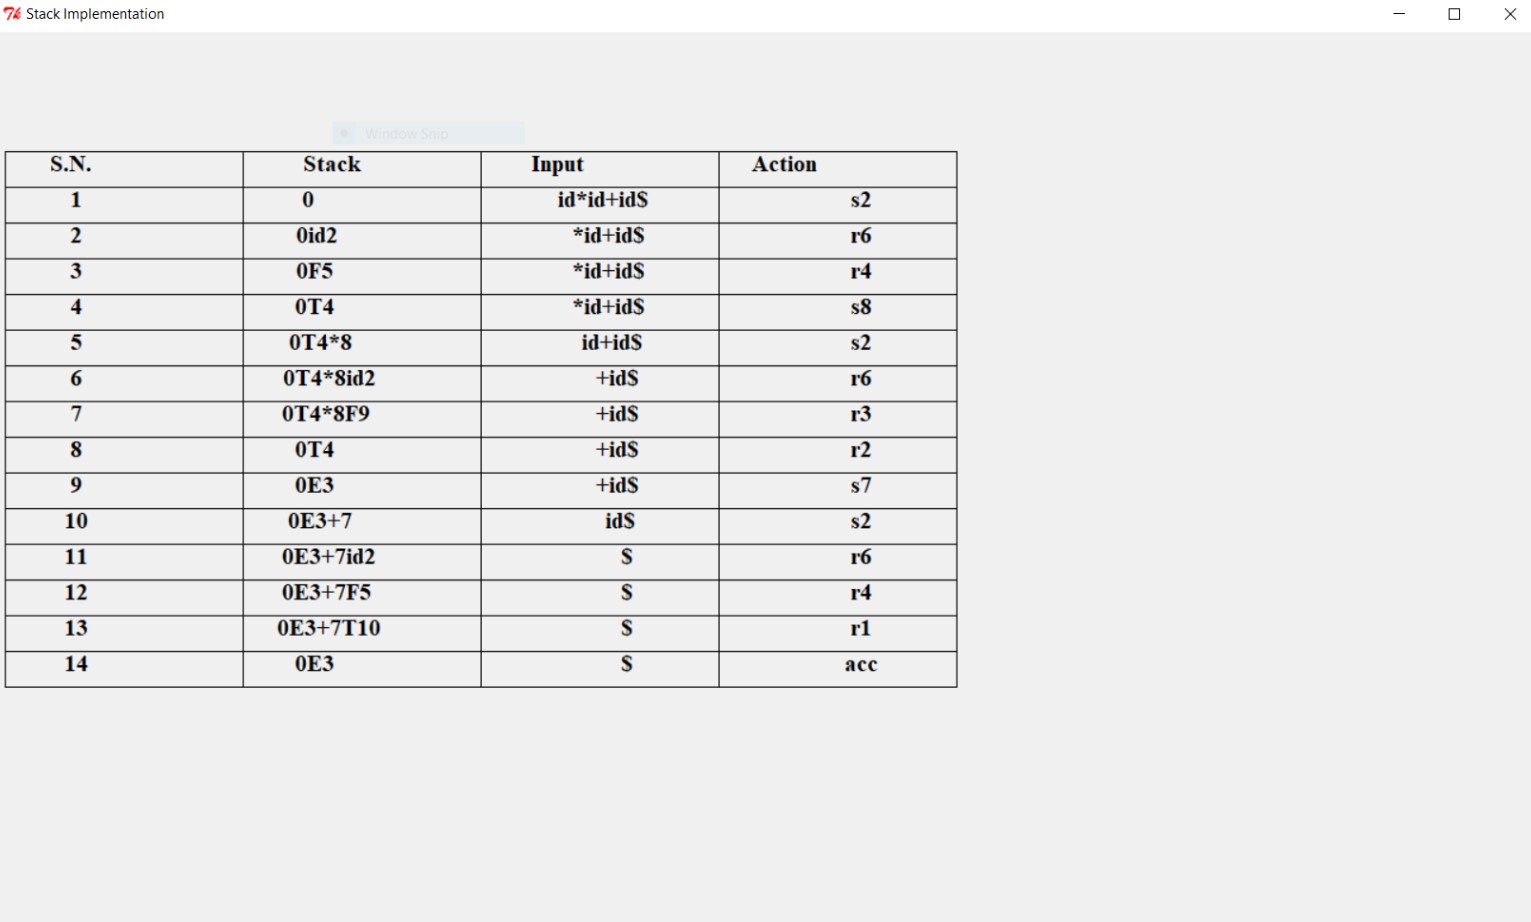 Stack Implementation
Window Snip
S.N. Stack Input Action
1 0 id*id+id$ s2
2 0id2 *id+id$ r6
3 0F5 *id+id$ r4
4 0T4 *id+id$ s8
5 0T4*8 id+id$ s2
6 0T4*8id2 +id$ r6
7 0T4*8F9 +id$ r3
8 0T4 +id$ r2
9 0E3 +id$ s7
10 0E3+7 id$ s2
11 0E3+7id2 $ r6
12 0E3+7F5 $ r4
13 0E3+7T10 $ r1
14 0E3 $ acc